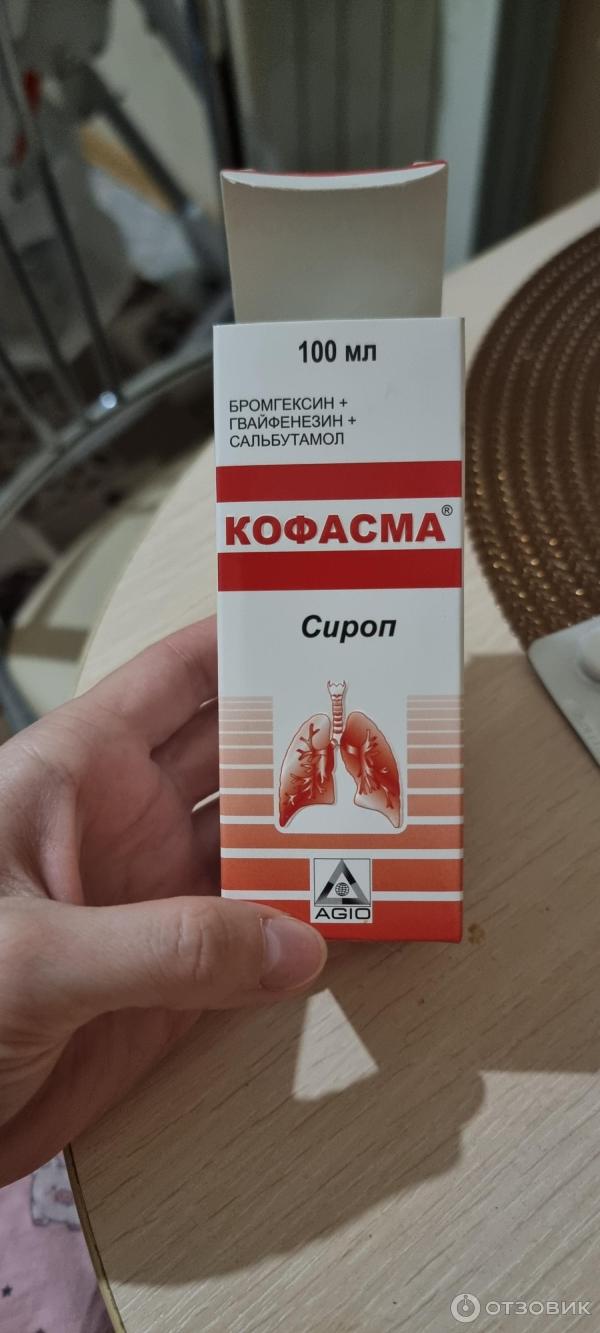 100 мл
БРОМГЕКСИН +
ГВАЙФЕНЕЗИН +
САЛЬБУТАМОЛ
КОФАСМА®
Сироп
AGIO
ОТЗОВИК